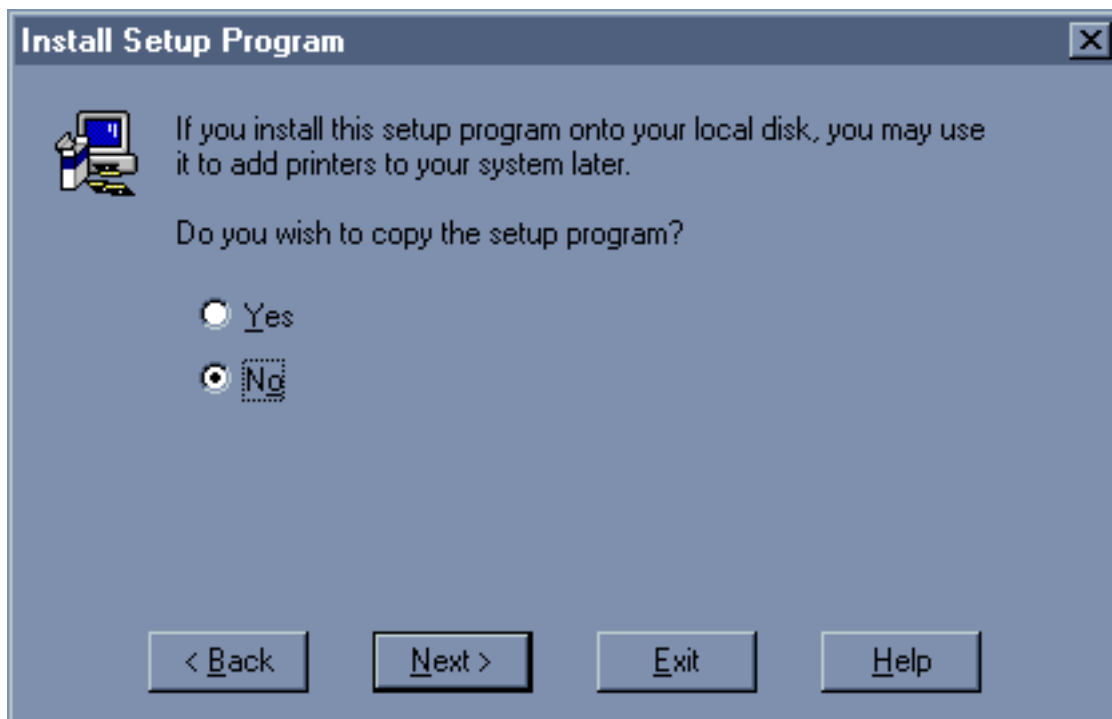 Install Setup Program
If you install this setup program onto your local disk, you may use
it to add printers to your system later.
Do you wish to copy the setup program?
Yes
No
< Back
Next >
Exit
Help